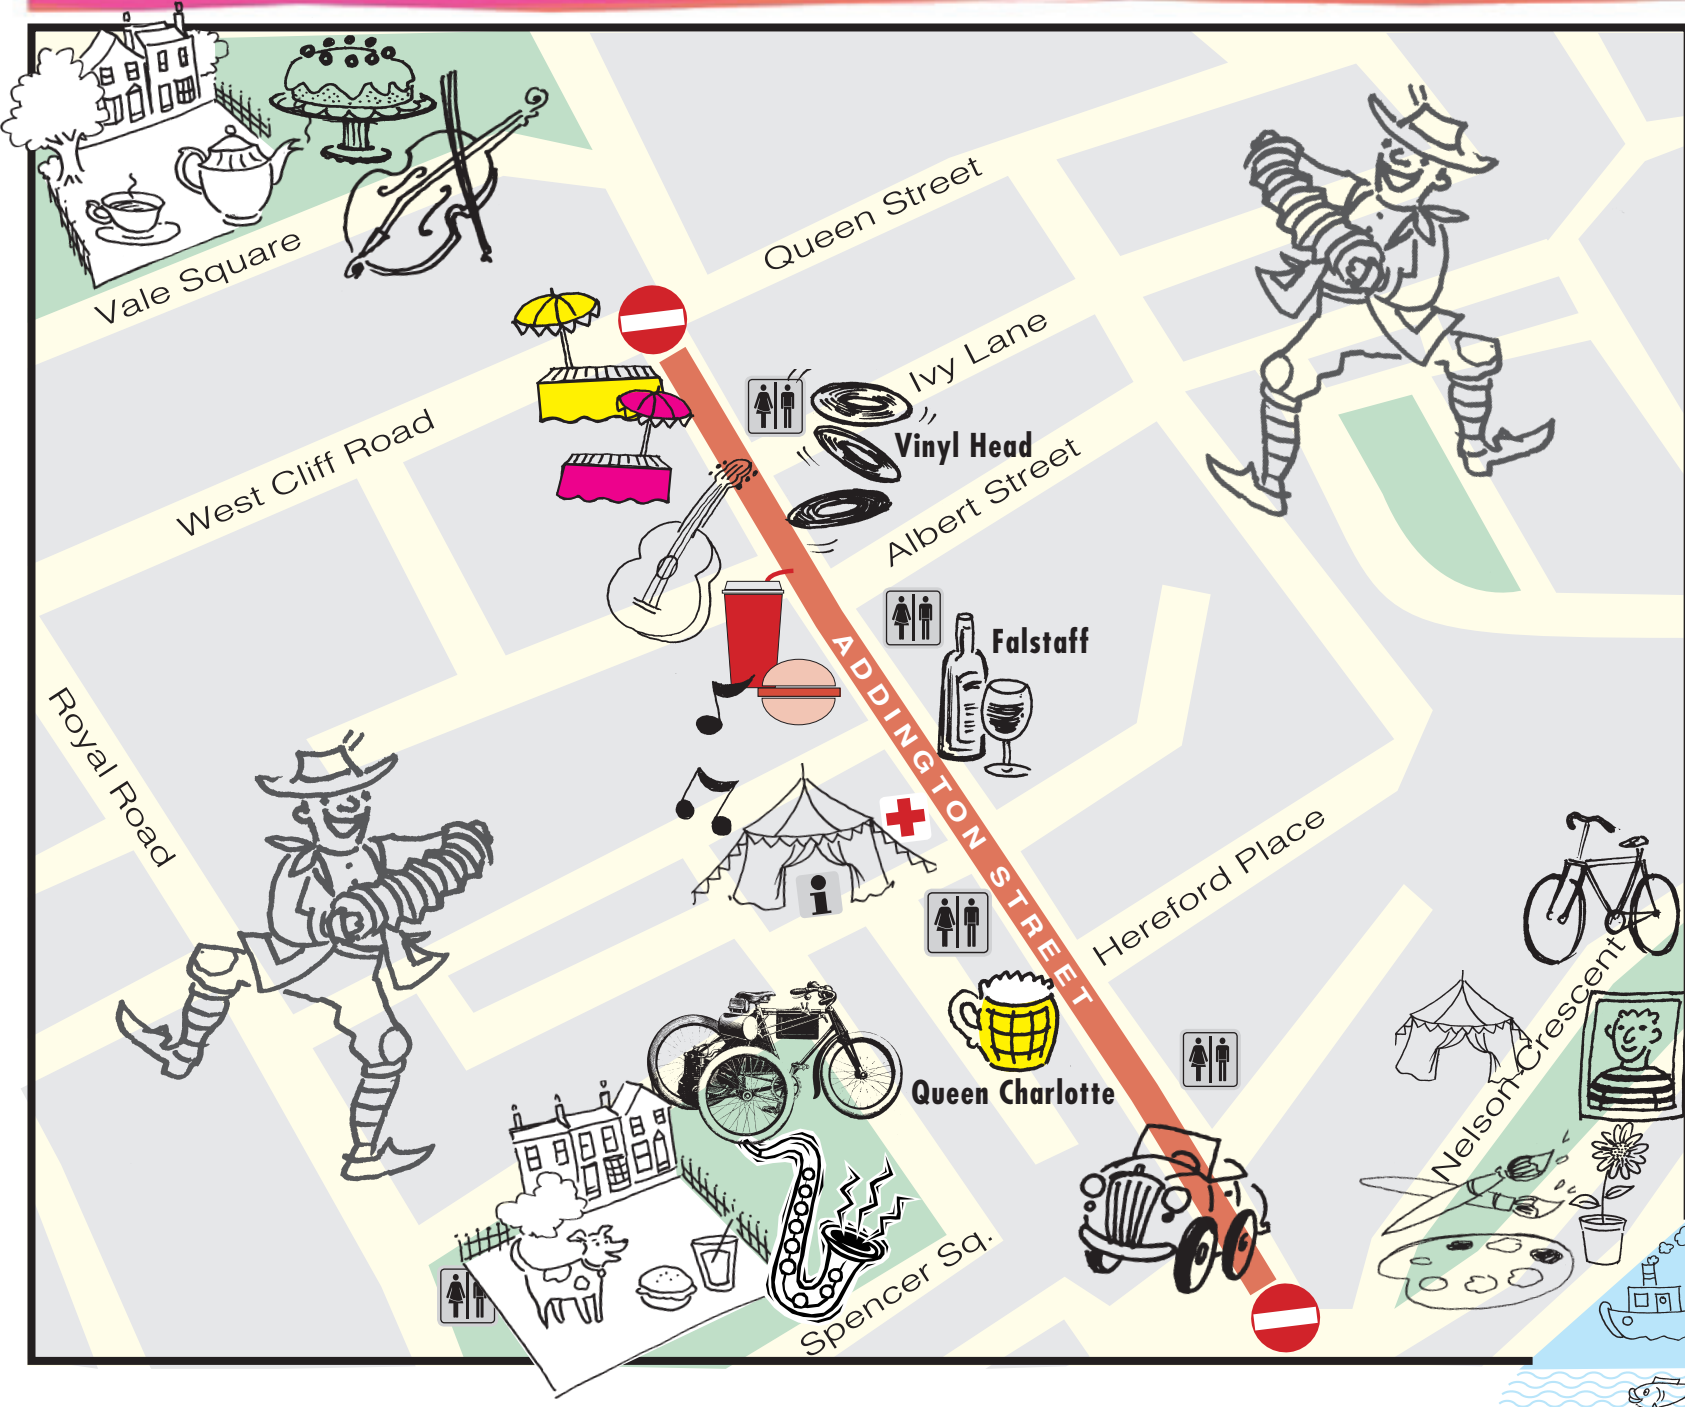 Vale Square
Queen Street
Ivy Lane
West Cliff Road
Vinyl Head
Albert Street
Falstaff
ADDINGTON STREET
Royal Road
Hereford Place
i
Nelson Crescent
Queen Charlotte
Spencer Sq.